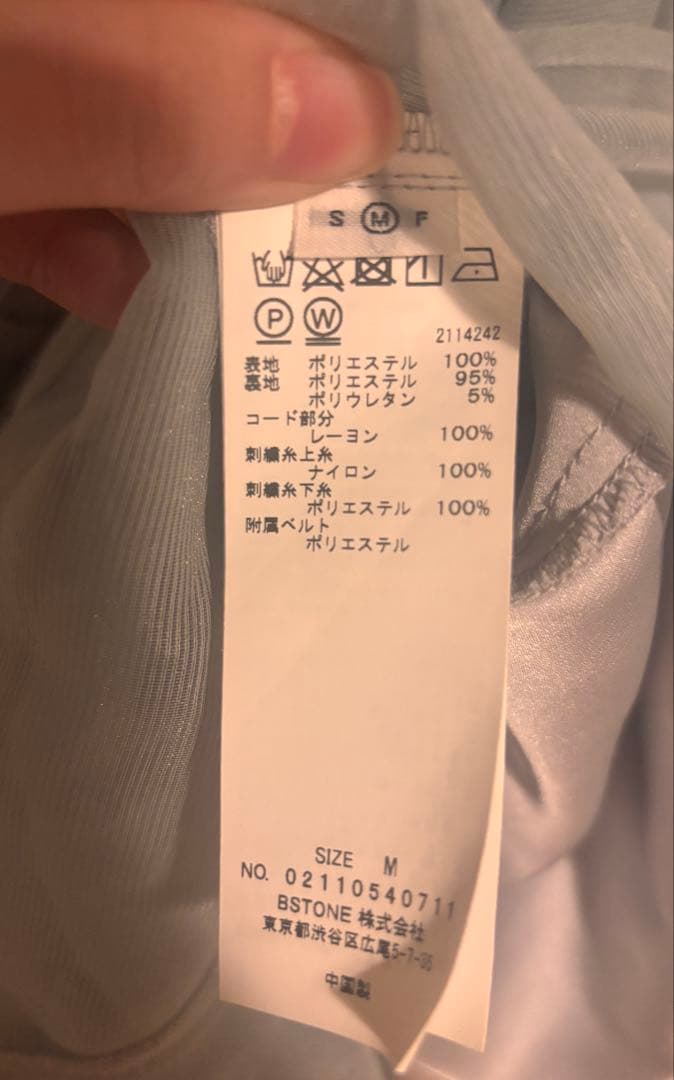 S M F
P W
2114242
表地 ポリエステル 100%
裏地 ポリエステル 95%
ポリウレタン 5%
コード部分
レーヨン 100%
刺繍糸上糸
ナイロン 100%
刺繍糸下糸
ポリエステル 100%
附属ベルト
ポリエステル
SIZE M
NO. 02110540711
BSTONE 株式会社
東京都渋谷区広尾5-7-35
中国製